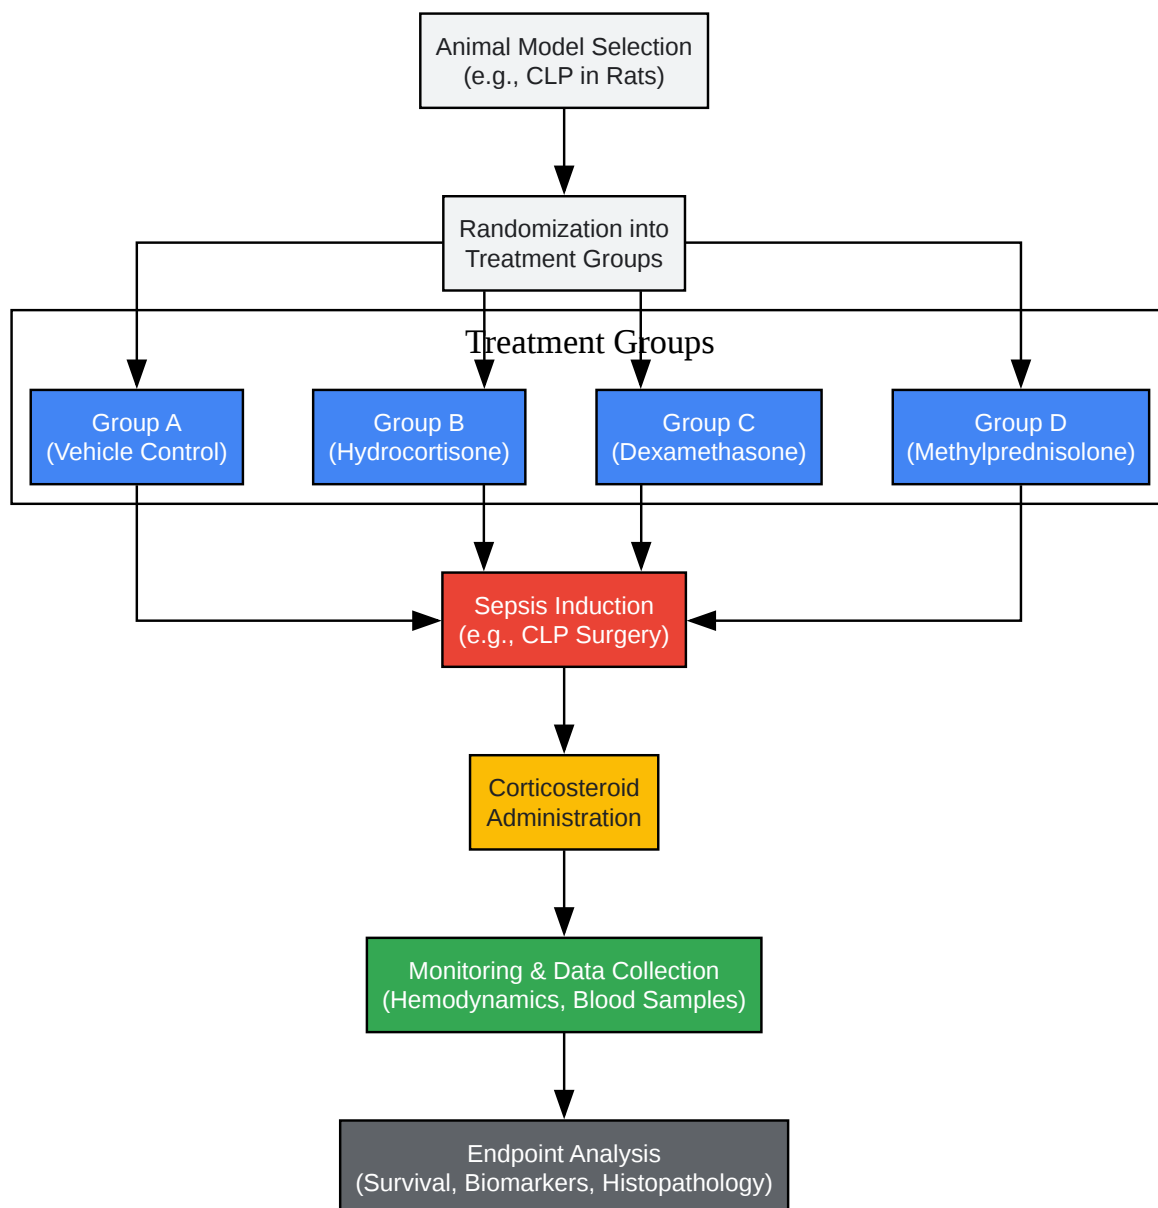 Animal Model Selection
(e.g., CLP in Rats)
Randomization into
Treatment Groups
Treatment Groups
Group A
(Vehicle Control)
Group B
(Hydrocortisone)
Group C
(Dexamethasone)
Group D
(Methylprednisolone)
Sepsis Induction
(e.g., CLP Surgery)
Corticosteroid
Administration
Monitoring & Data Collection
(Hemodynamics, Blood Samples)
Endpoint Analysis
(Survival, Biomarkers, Histopathology)